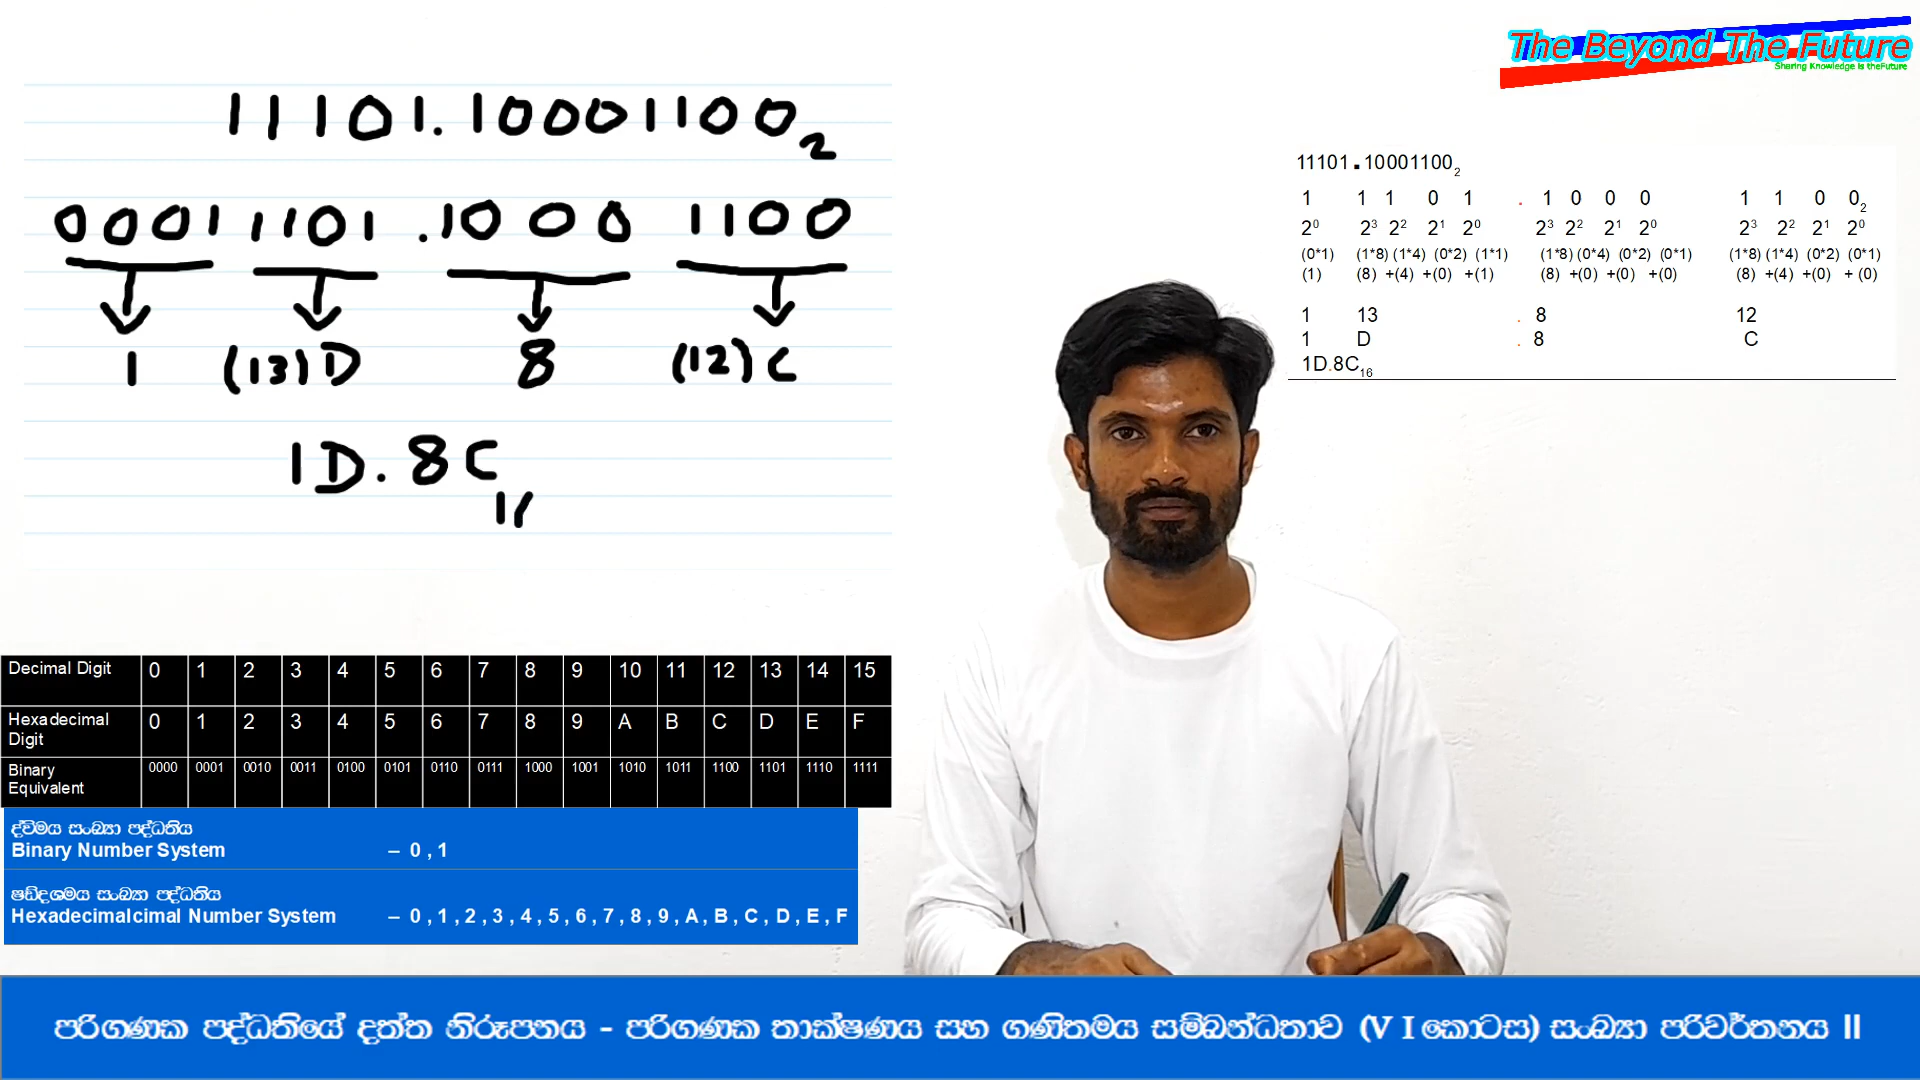 The Beyond The Future
Sharing Knowledge is theFuture
11101.10001100₂
0001 1101 .1000 1100
1 (13)D 8 (12)C
1D.8C
11101.10001100₂
1 1 1 0 1 . 1 0 0 0 1 1 0 0₂
2⁰ 2³ 2² 2¹ 2⁰ 2³ 2² 2¹ 2⁰ 2³ 2² 2¹ 2⁰
(0*1) (1*8) (1*4) (0*2) (1*1) (1*8) (0*4) (0*2) (0*1) (1*8) (1*4) (0*2) (0*1)
(1) (8) +(4) +(0) +(1) (8) +(0) +(0) +(0) (8) +(4) +(0) + (0)
1 13 . 8 12
1 D . 8 C
1D.8C₁₆
Decimal Digit 0 1 2 3 4 5 6 7 8 9 10 11 12 13 14 15
Hexadecimal Digit 0 1 2 3 4 5 6 7 8 9 A B C D E F
Binary Equivalent 0000 0001 0010 0011 0100 0101 0110 0111 1000 1001 1010 1011 1100 1101 1110 1111
ද්විමය සංඛ්‍යා පද්ධතිය
Binary Number System – 0 , 1
ෂඩ්දශමය සංඛ්‍යා පද්ධතිය
Hexadecimalcimal Number System – 0 , 1 , 2 , 3 , 4 , 5 , 6 , 7 , 8 , 9 , A , B , C , D , E , F
පරිගණක පද්ධතියේ දත්ත නිරූපනය - පරිගණක තාක්ෂණය සහ ගණිතමය සම්බන්ධතාව (V I කොටස) සංඛ්‍යා පරිවර්තනය II